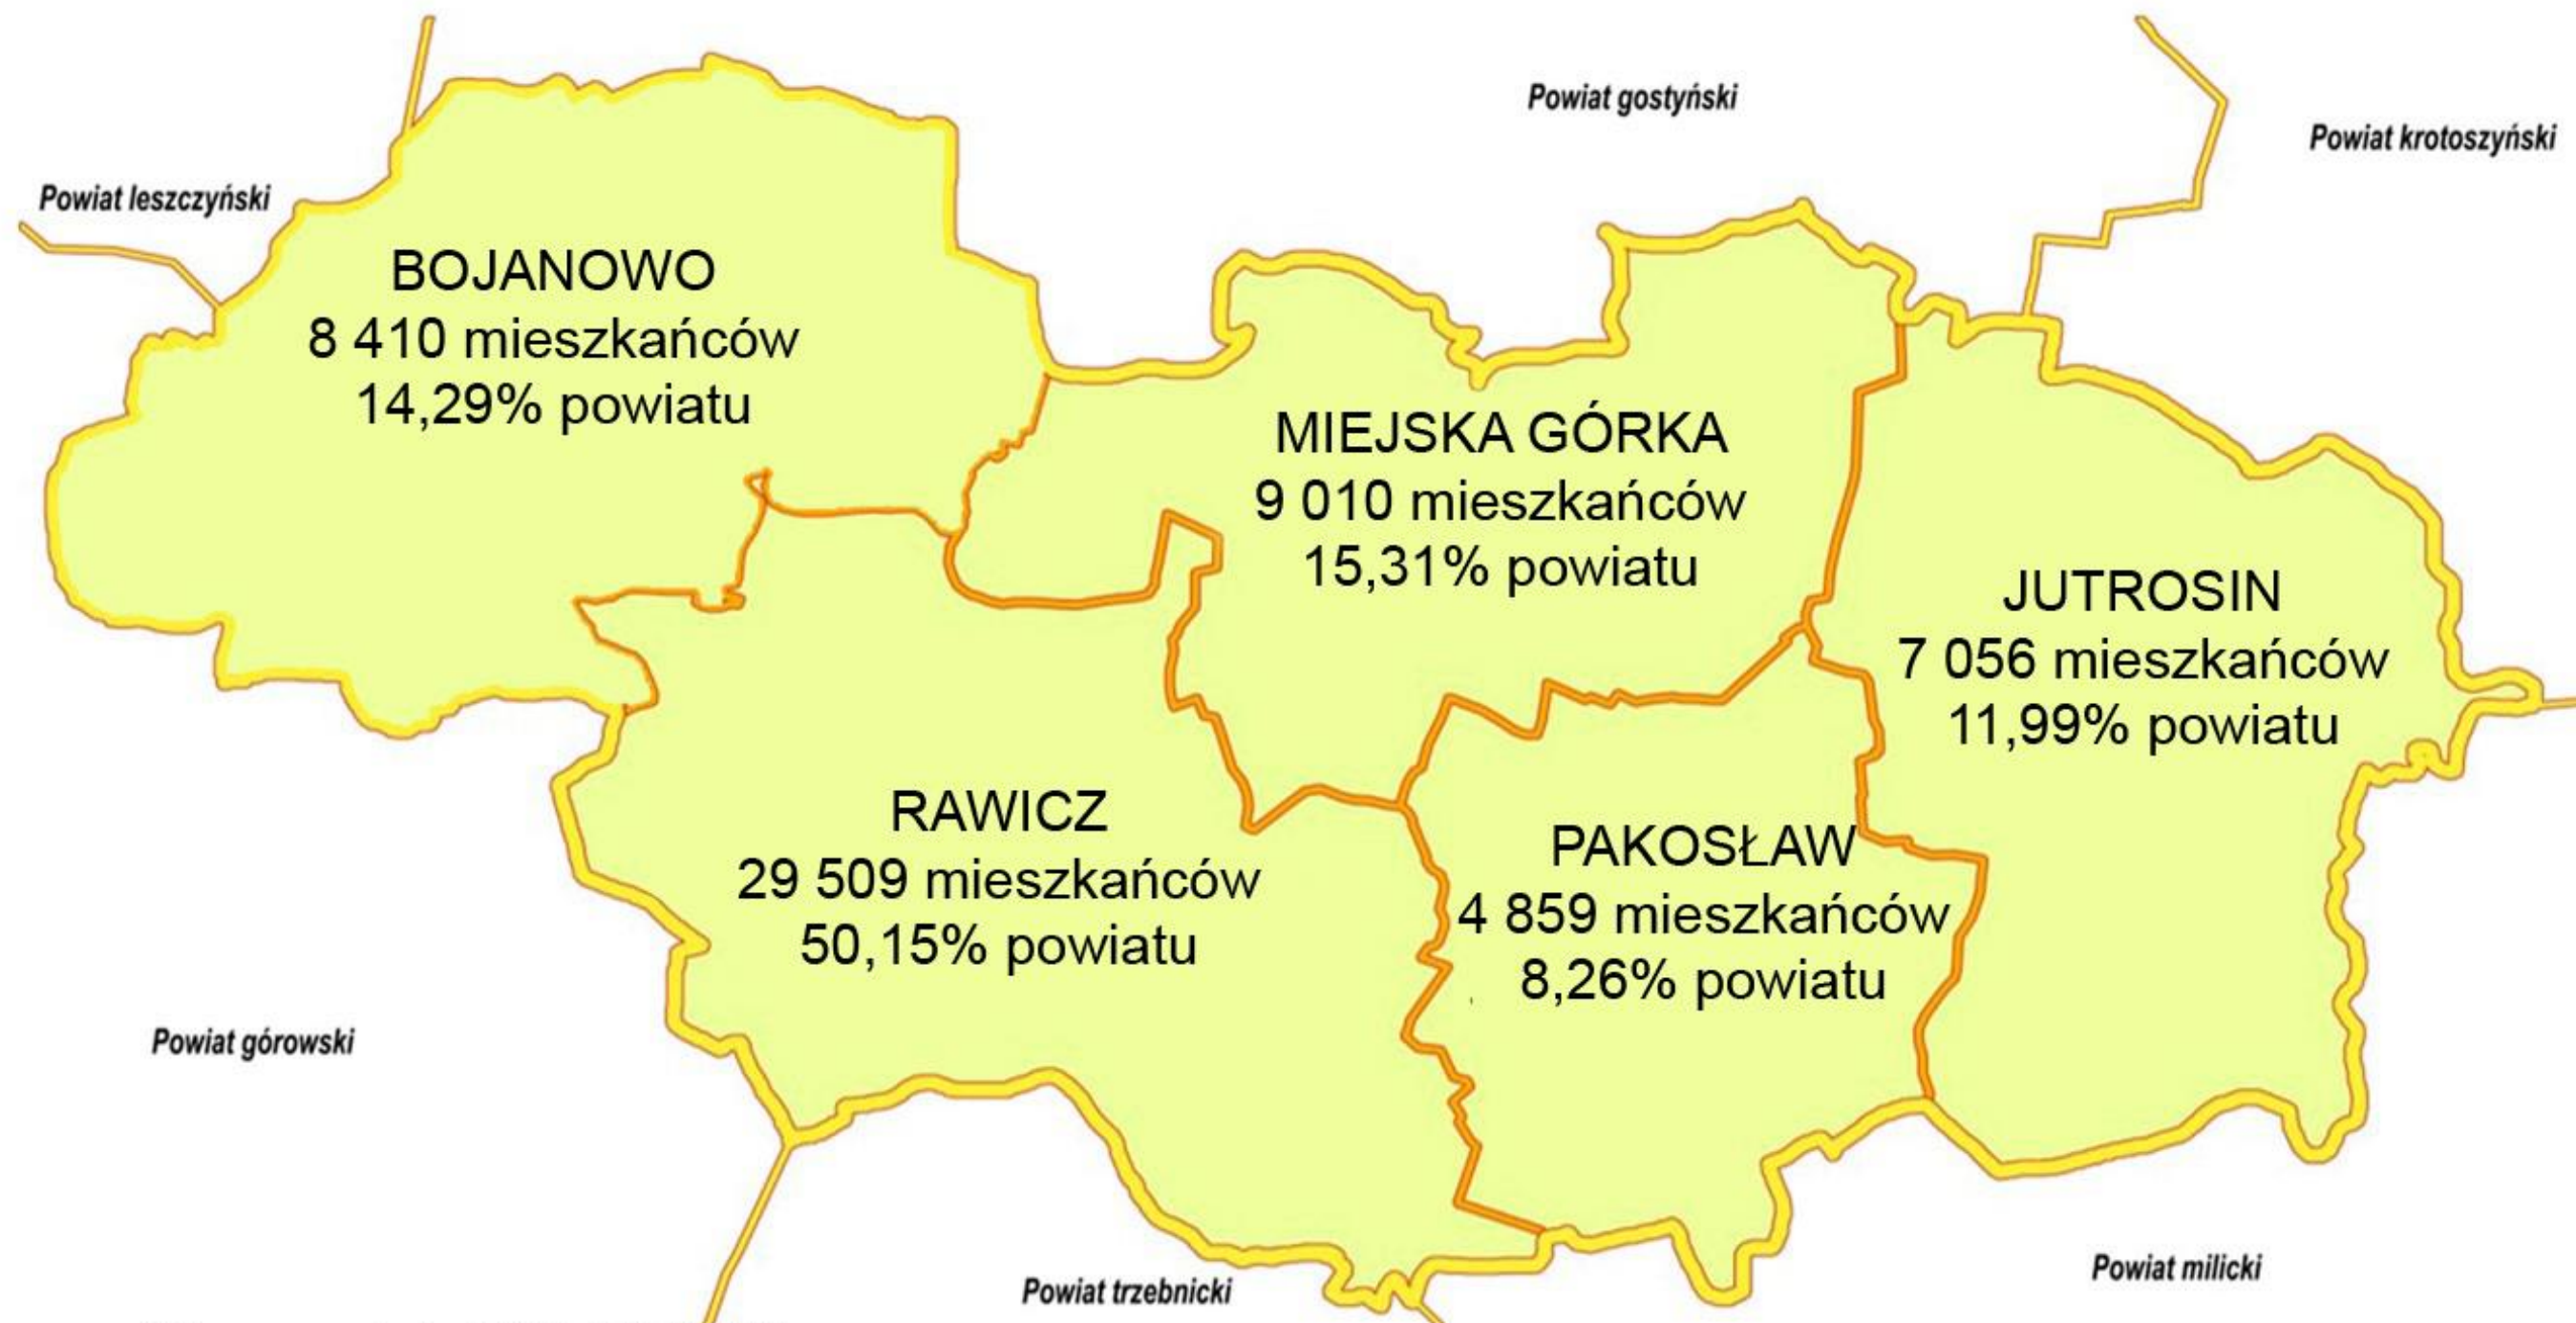 Powiat gostyński
Powiat krotoszyński
Powiat leszczyński
BOJANOWO
8 410 mieszkańców
14,29% powiatu
MIEJSKA GÓRKA
9 010 mieszkańców
15,31% powiatu
JUTROSIN
7 056 mieszkańców
11,99% powiatu
RAWICZ
29 509 mieszkańców
50,15% powiatu
PAKOSŁAW
4 859 mieszkańców
8,26% powiatu
Powiat górowski
Powiat trzebnicki
Powiat milicki